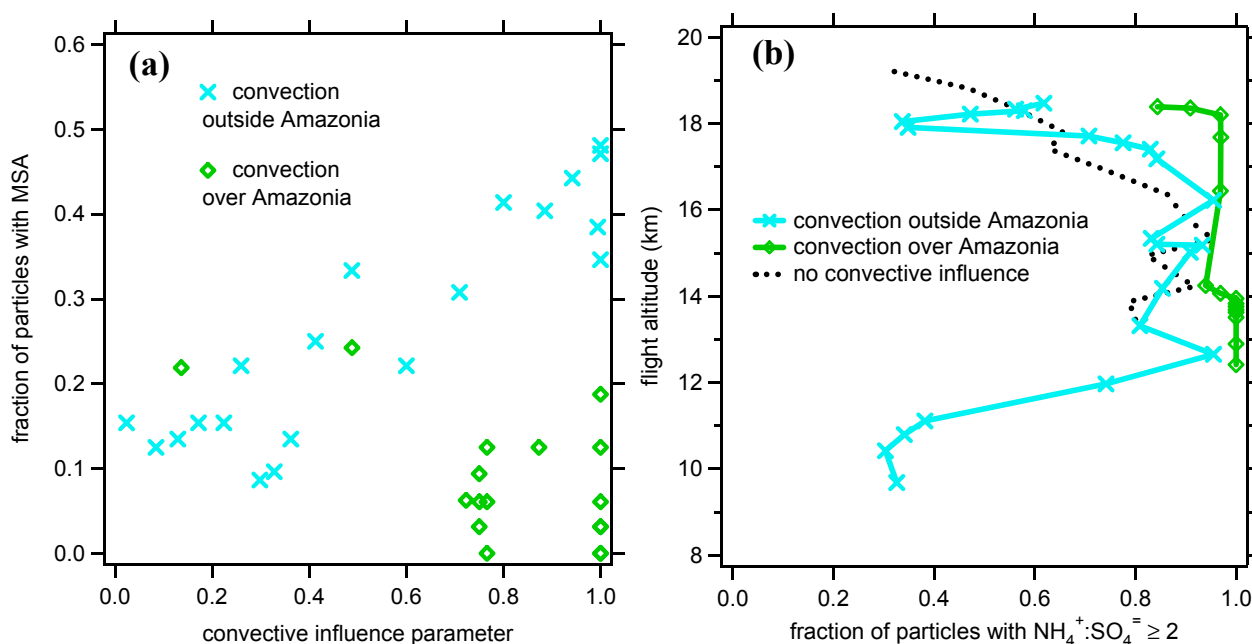 (a)
0.6
0.5
0.4
0.3
0.2
0.1
0.0
fraction of particles with MSA
convection
outside Amazonia
convection
over Amazonia
0.0
0.2
0.4
0.6
0.8
1.0
convective influence parameter
(b)
20
18
16
14
12
10
8
flight altitude (km)
convection outside Amazonia
convection over Amazonia
no convective influence
0.0
0.2
0.4
0.6
0.8
1.0
fraction of particles with NH₄⁺:SO₄⁼ ≥ 2